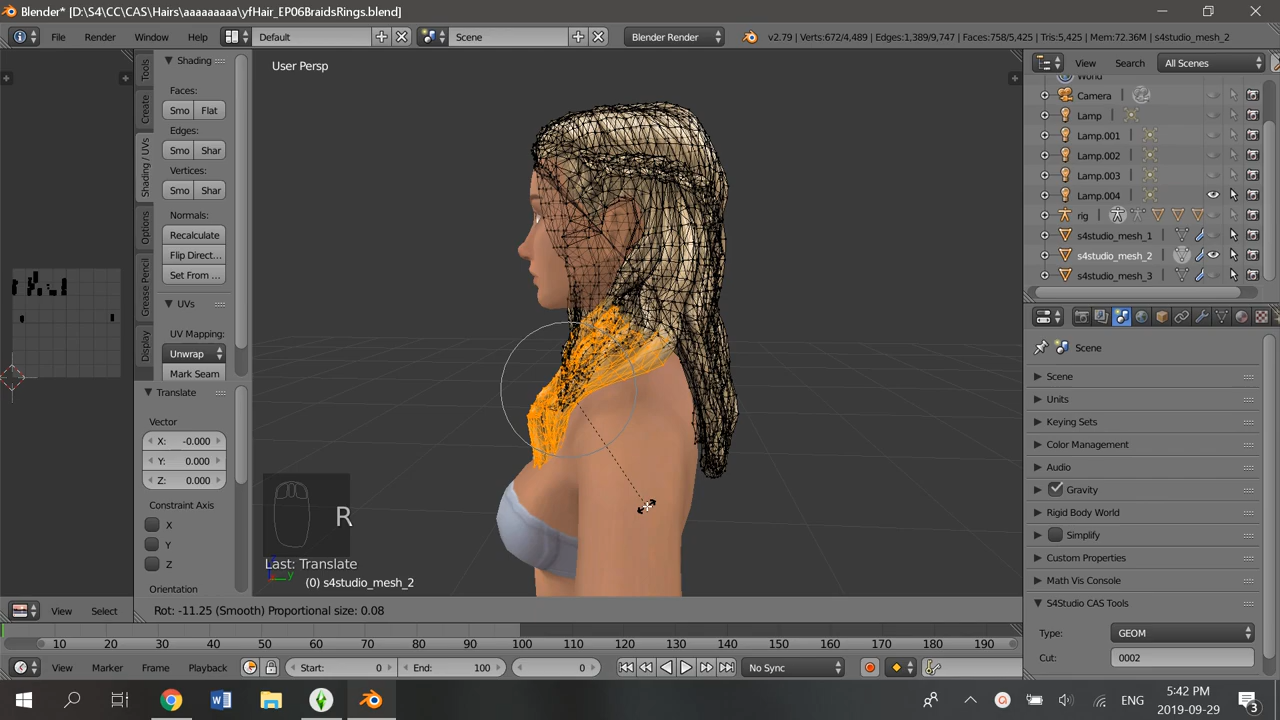 Blender* [D:\S4\CC\CAS\Hairs\aaaaaaaaa\yfHair_EP06BraidsRings.blend]
File Render Window Help Default Scene Blender Render v2.79 | Verts:672/4,489 | Edges:1,389/9,747 | Faces:758/5,425 | Tris:5,425 | Mem:72.36M | s4studio_mesh_2
View Search All Scenes
Tools
Create
Shading / UVs
Options
Grease Pencil
Display
Shading
Faces:
Smo Flat
Edges:
Smo Shar
Vertices:
Smo Shar
Normals:
Recalculate
Flip Direct...
Set From ...
UVs
UV Mapping:
Unwrap
Mark Seam
Translate
Vector
X: -0.000
Y: 0.000
Z: 0.000
Constraint Axis
X
Y
Z
Orientation
User Persp
R
Last: Translate
(0) s4studio_mesh_2
World
Camera
Lamp
Lamp.001
Lamp.002
Lamp.003
Lamp.004
rig
s4studio_mesh_1
s4studio_mesh_2
s4studio_mesh_3
Scene
Scene
Units
Keying Sets
Color Management
Audio
Gravity
Rigid Body World
Simplify
Custom Properties
Math Vis Console
S4Studio CAS Tools
Type: GEOM
Cut: 0002
View Select Rot: -11.25 (Smooth) Proportional size: 0.08
10 20 30 40 50 60 70 80 90 100 110 120 130 140 150 160 170 180 190
View Marker Frame Playback Start: 0 End: 100 0 No Sync
ENG
5:42 PM
2019-09-29
3